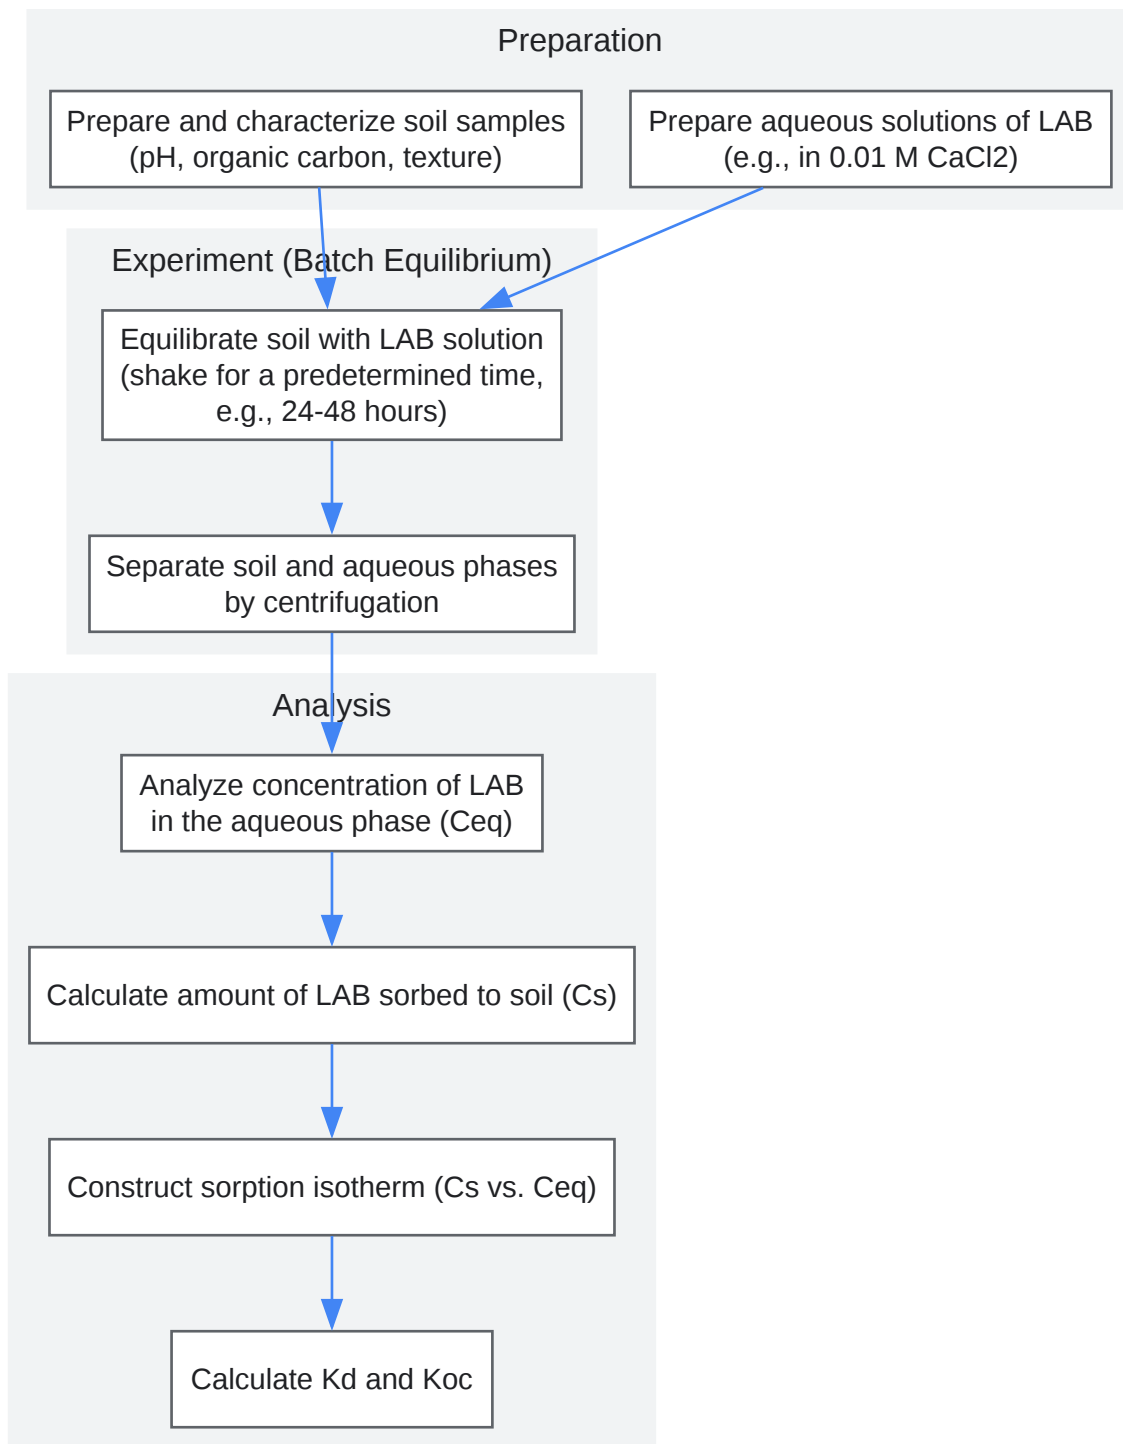 Preparation
Prepare and characterize soil samples
(pH, organic carbon, texture)
Prepare aqueous solutions of LAB
(e.g., in 0.01 M CaCl2)
Experiment (Batch Equilibrium)
Equilibrate soil with LAB solution
(shake for a predetermined time,
e.g., 24-48 hours)
Separate soil and aqueous phases
by centrifugation
Analysis
Analyze concentration of LAB
in the aqueous phase (Ceq)
Calculate amount of LAB sorbed to soil (Cs)
Construct sorption isotherm (Cs vs. Ceq)
Calculate Kd and Koc